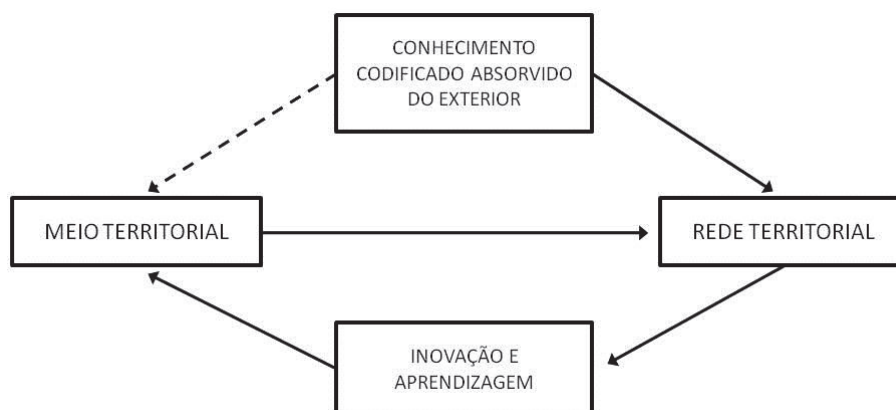 CONHECIMENTO
CODIFICADO ABSORVIDO
DO EXTERIOR
MEIO TERRITORIAL
REDE TERRITORIAL
INOVAÇÃO E
APRENDIZAGEM